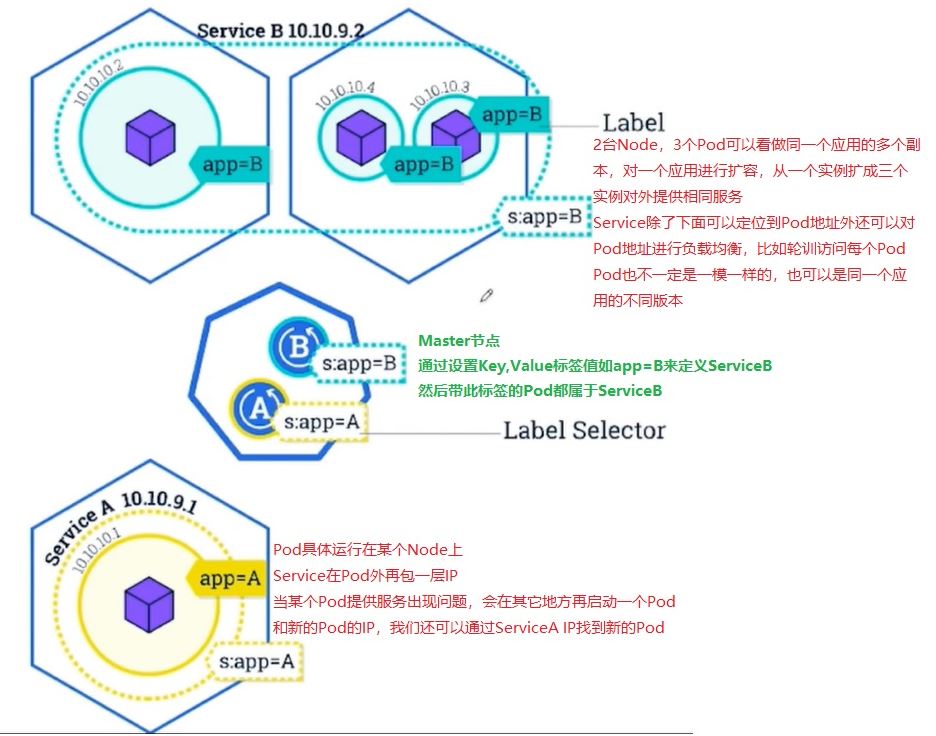 Service B 10.10.9.2
10.10.10.2
10.10.10.4
10.10.10.3
app=B
app=B
app=B
s:app=B
Label
2台Node，3个Pod可以看做同一个应用的多个副
本，对一个应用进行扩容，从一个实例扩成三个
实例对外提供相同服务
Service除了下面可以定位到Pod地址外还可以对
Pod地址进行负载均衡，比如轮训访问每个Pod
Pod也不一定是一模一样的，也可以是同一个应
用的不同版本
B
s:app=B
A
s:app=A
Master节点
通过设置Key,Value标签值如app=B来定义ServiceB
然后带此标签的Pod都属于ServiceB
Label Selector
Service A 10.10.9.1
10.10.10.1
app=A
s:app=A
Pod具体运行在某个Node上
Service在Pod外再包一层IP
当某个Pod提供服务出现问题，会在其它地方再启动一个Pod
和新的Pod的IP，我们还可以通过ServiceA IP找到新的Pod